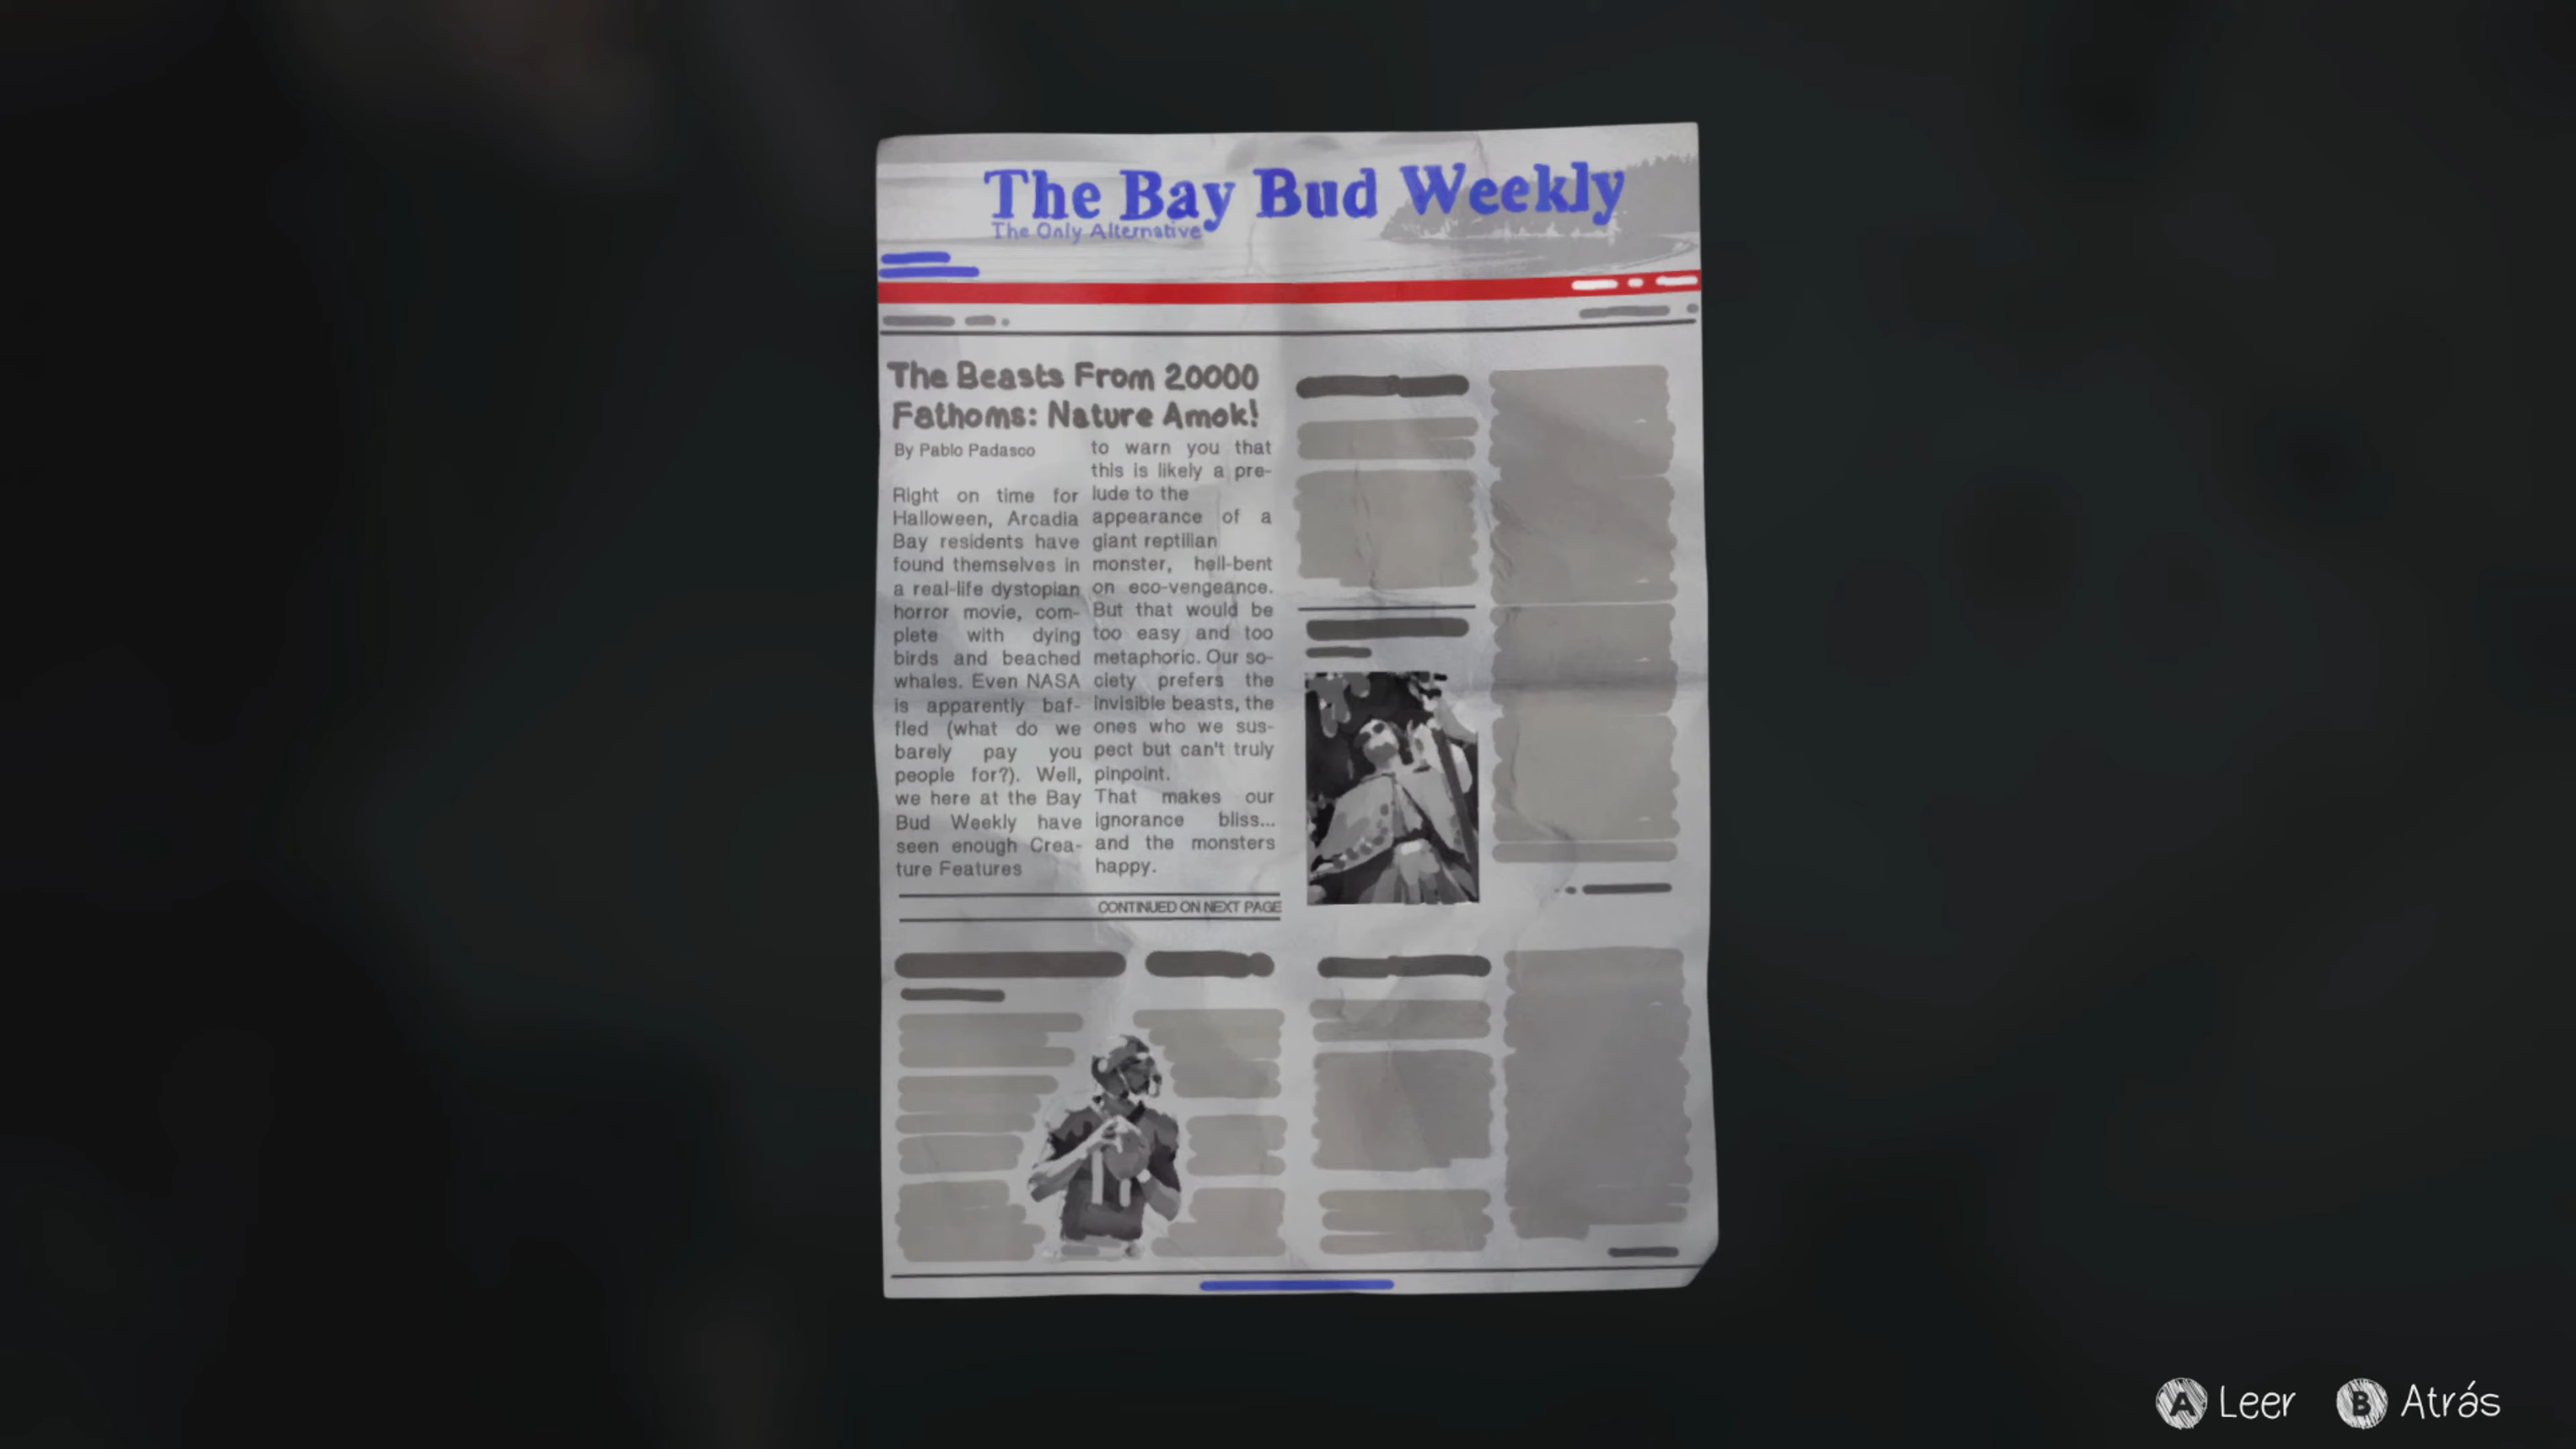 The Bay Bud Weekly
The Only Alternative
The Beasts From 20000
Fathoms: Nature Amok!
By Pablo Padasco
Right on time for
Halloween, Arcadia
Bay residents have
found themselves in
a real-life dystopian
horror movie, com-
plete with dying
birds and beached
whales. Even NASA
is apparently baf-
fled (what do we
barely pay you
people for?). Well,
we here at the Bay
Bud Weekly have
seen enough Crea-
ture Features
to warn you that
this is likely a pre-
lude to the
appearance of a
giant reptilian
monster, hell-bent
on eco-vengeance.
But that would be
too easy and too
metaphoric. Our so-
ciety prefers the
invisible beasts, the
ones who we sus-
pect but can't truly
pinpoint.
That makes our
ignorance bliss...
and the monsters
happy.
CONTINUED ON NEXT PAGE
A Leer B Atrás